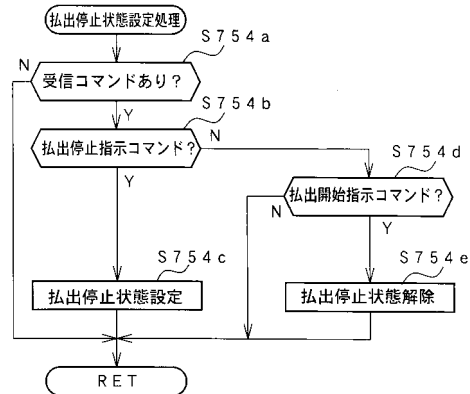 払出停止状態設定処理
S754a
N
受信コマンドあり？
Y
S754b
払出停止指示コマンド？
N
Y
S754d
払出開始指示コマンド？
N
Y
S754c
払出停止状態設定
S754e
払出停止状態解除
RET